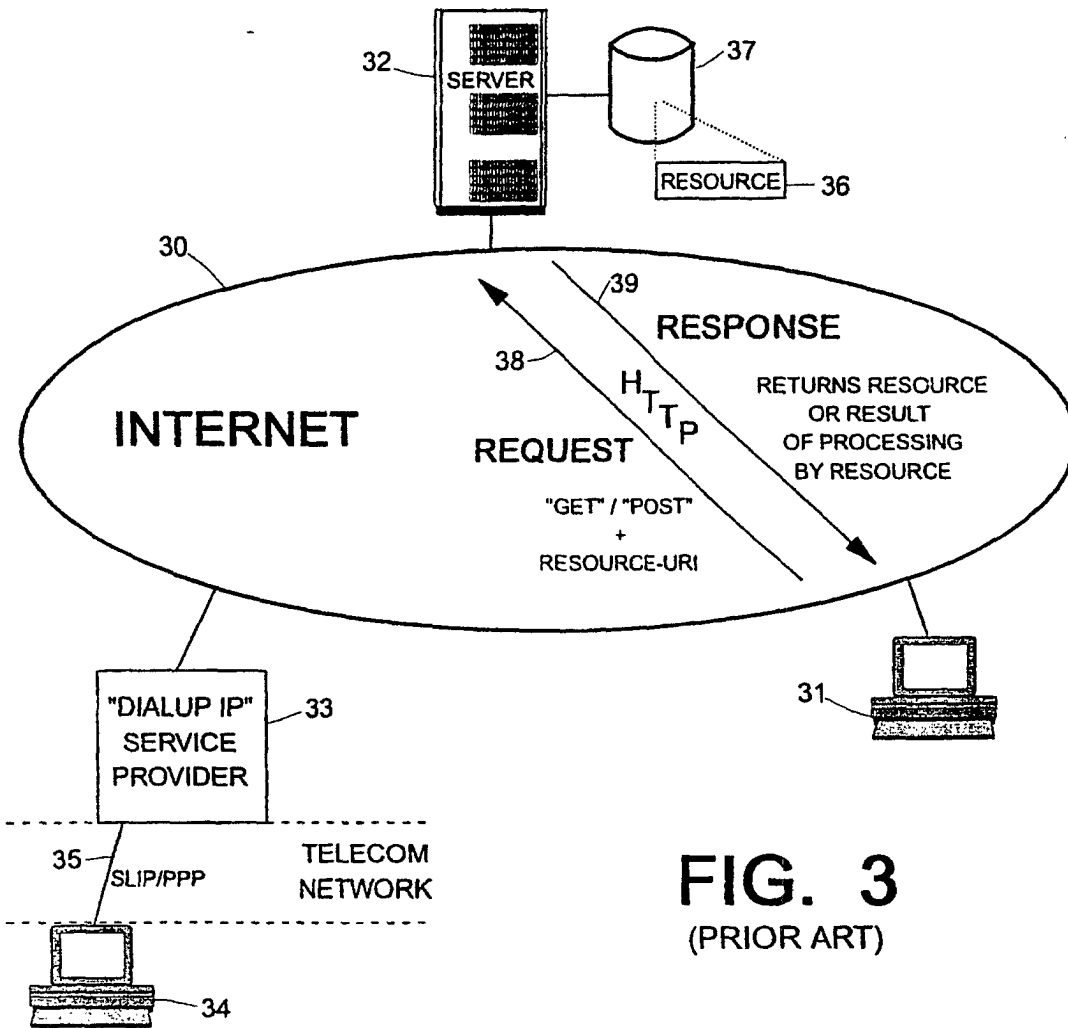 32
SERVER
37
RESOURCE
36
30
39
RESPONSE
38
HTTP
RETURNS RESOURCE
OR RESULT
OF PROCESSING
BY RESOURCE
INTERNET
REQUEST
"GET" / "POST"
+
RESOURCE-URI
31
"DIALUP IP"
SERVICE
PROVIDER
33
35
SLIP/PPP
TELECOM
NETWORK
34
FIG. 3
(PRIOR ART)